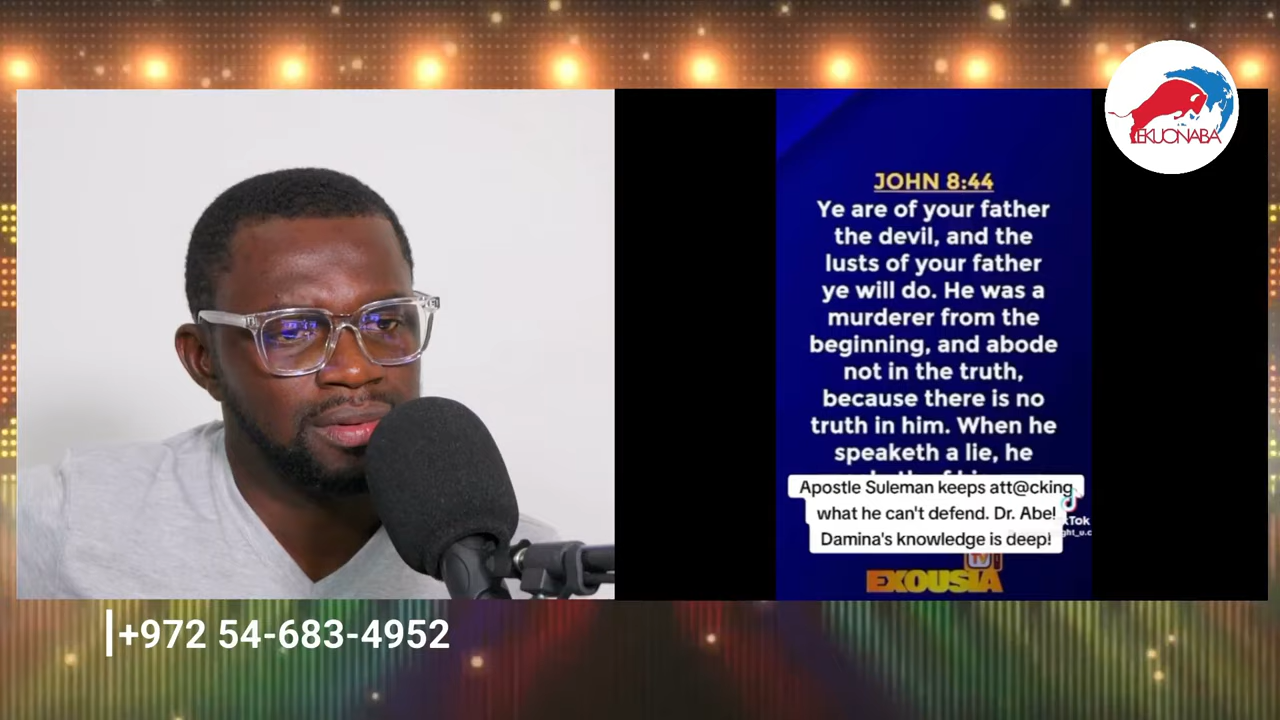 EKUONABA
JOHN 8:44
Ye are of your father
the devil, and the
lusts of your father
ye will do. He was a
murderer from the
beginning, and abode
not in the truth,
because there is no
truth in him. When he
speaketh a lie, he
Apostle Suleman keeps att@cking
what he can't defend. Dr. Abel
Damina's knowledge is deep!
TV
EXOUSIA
+972 54-683-4952